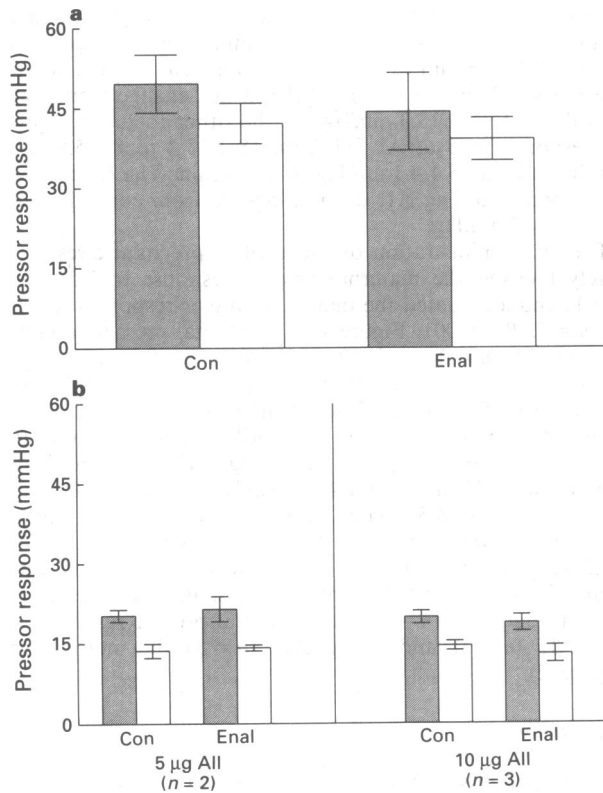 a
60
45
30
15
0
Pressor response (mmHg)
Con Enal
b
60
45
30
15
0
Pressor response (mmHg)
Con Enal Con Enal
5 µg AII 10 µg AII
(n = 2) (n = 3)